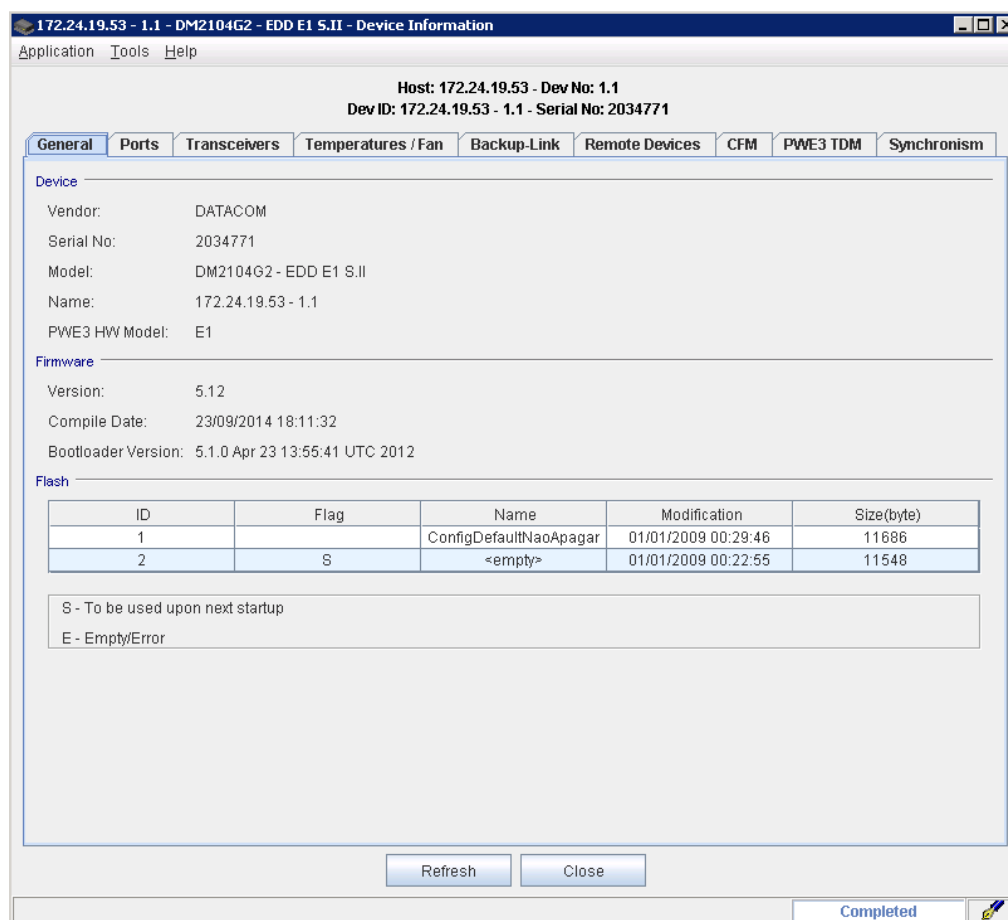 172.24.19.53 - 1.1 - DM2104G2 - EDD E1 S.II - Device Information
Application Tools Help
Host: 172.24.19.53 - Dev No: 1.1
Dev ID: 172.24.19.53 - 1.1 - Serial No: 2034771
General Ports Transceivers Temperatures / Fan Backup-Link Remote Devices CFM PWE3 TDM Synchronism
Device
Vendor: DATACOM
Serial No: 2034771
Model: DM2104G2 - EDD E1 S.II
Name: 172.24.19.53 - 1.1
PWE3 HW Model: E1
Firmware
Version: 5.12
Compile Date: 23/09/2014 18:11:32
Bootloader Version: 5.1.0 Apr 23 13:55:41 UTC 2012
Flash
ID Flag Name Modification Size(byte)
1 ConfigDefaultNaoApagar 01/01/2009 00:29:46 11686
2 S <empty> 01/01/2009 00:22:55 11548
S - To be used upon next startup
E - Empty/Error
Refresh Close
Completed